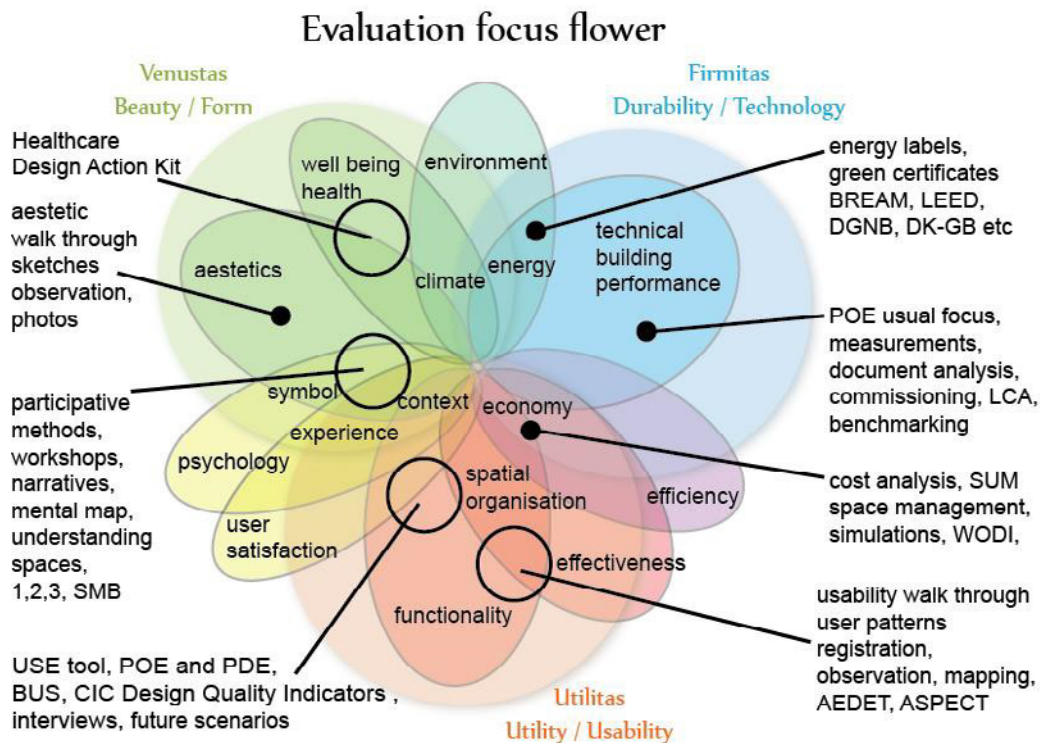 Evaluation focus flower
Venustas
Beauty / Form
Firmitas
Durability / Technology
Healthcare
Design Action Kit
aestetic
walk through
sketches
observation,
photos
participative
methods,
workshops,
narratives,
mental map,
understanding
spaces,
1,2,3, SMB
USE tool, POE and PDE,
BUS, CIC Design Quality Indicators ,
interviews, future scenarios
well being
health
environment
aestetics
climate
energy
technical
building
performance
symbol
context
economy
experience
psychology
spatial
organisation
efficiency
user
satisfaction
effectiveness
functionality
energy labels,
green certificates
BREAM, LEED,
DGNB, DK-GB etc
POE usual focus,
measurements,
document analysis,
commissioning, LCA,
benchmarking
cost analysis, SUM
space management,
simulations, WODI,
usability walk through
user patterns
registration,
observation, mapping,
AEDET, ASPECT
Utilitas
Utility / Usability